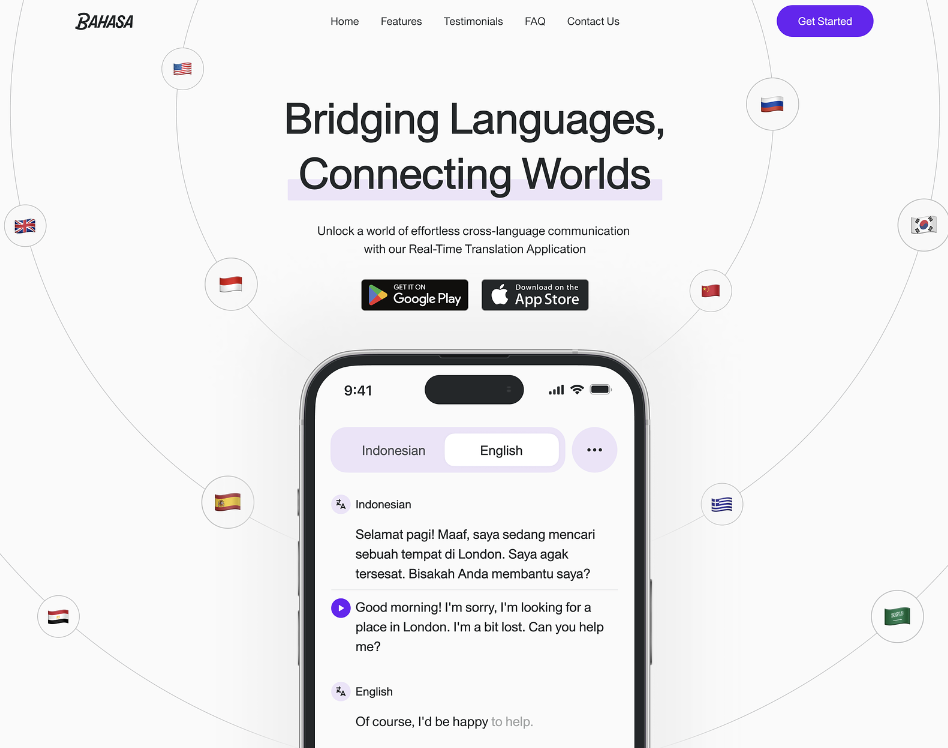 BAHASA
Home
Features
Testimonials
FAQ
Contact Us
Get Started
Bridging Languages,
Connecting Worlds
Unlock a world of effortless cross-language communication
with our Real-Time Translation Application
GET IT ON
Google Play
Download on the
App Store
9:41
Indonesian
English
Indonesian
Selamat pagi! Maaf, saya sedang mencari
sebuah tempat di London. Saya agak
tersesat. Bisakah Anda membantu saya?
Good morning! I'm sorry, I'm looking for a
place in London. I'm a bit lost. Can you help
me?
English
Of course, I'd be happy to help.